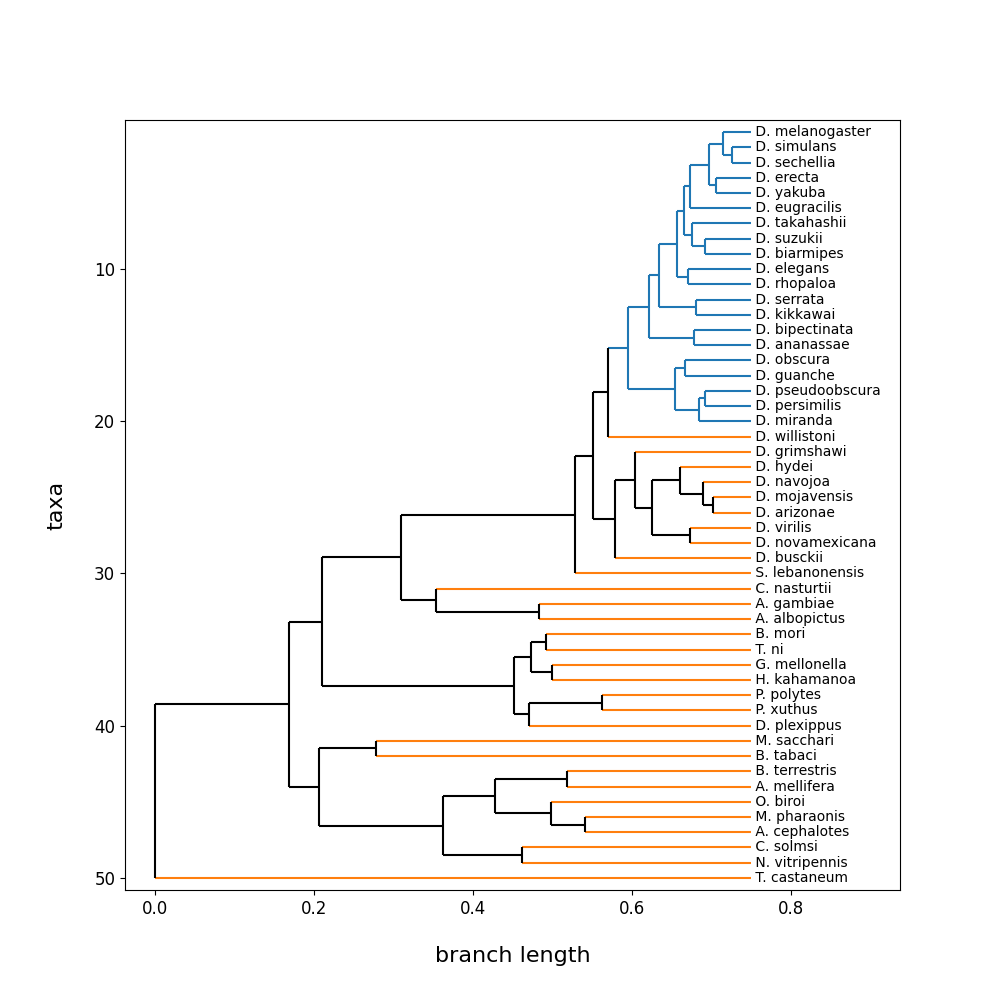 D. melanogaster
D. simulans
D. sechellia
D. erecta
D. yakuba
D. eugracilis
D. takahashii
D. suzukii
D. biarmipes
10
D. elegans
D. rhopaloa
D. serrata
D. kikkawai
D. bipectinata
D. ananassae
D. obscura
D. guanche
D. pseudoobscura
D. persimilis
20
D. miranda
D. willistoni
D. grimshawi
D. hydei
D. navojoa
D. mojavensis
D. arizonae
taxa
D. virilis
D. novamexicana
D. busckii
30
S. lebanonensis
C. nasturtii
A. gambiae
A. albopictus
B. mori
T. ni
G. mellonella
H. kahamanoa
P. polytes
P. xuthus
40
D. plexippus
M. sacchari
B. tabaci
B. terrestris
A. mellifera
O. biroi
M. pharaonis
A. cephalotes
C. solmsi
N. vitripennis
50
T. castaneum
0.0 0.2 0.4 0.6 0.8
branch length